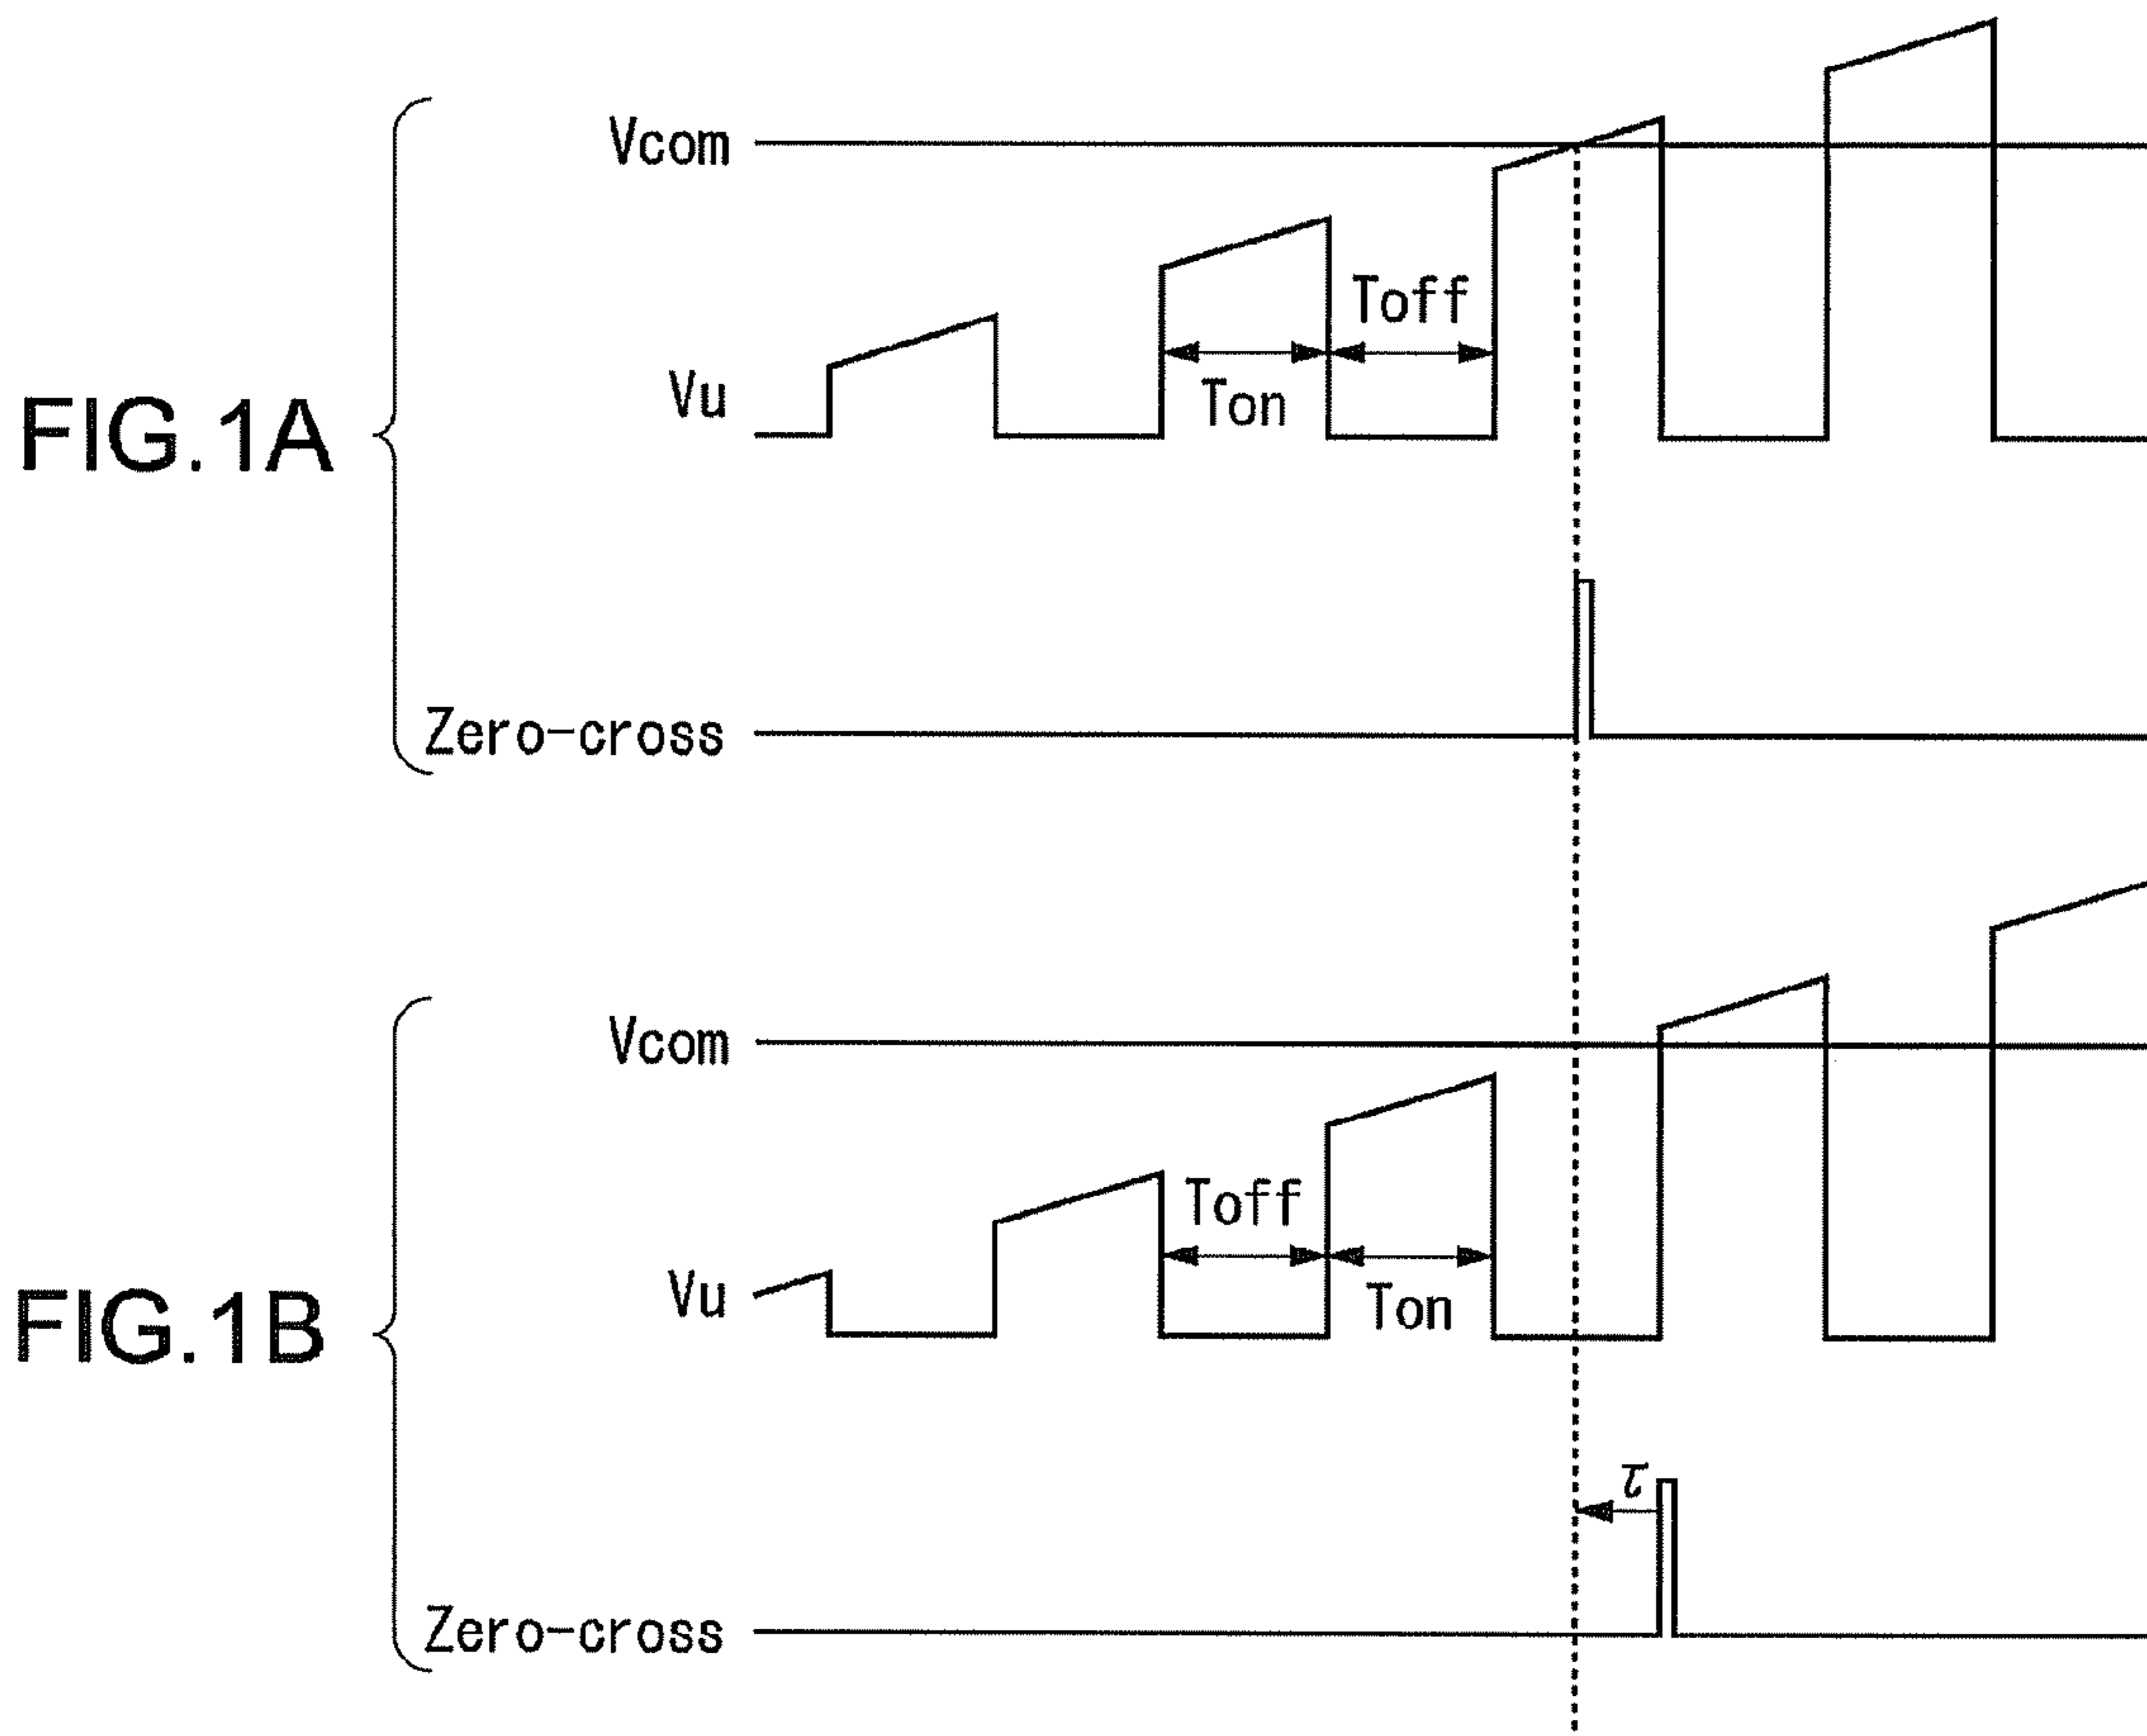 FIG.1A
Vcom
Vu
Ton
Toff
Zero-cross
FIG.1B
Vcom
Vu
Toff
Ton
τ
Zero-cross